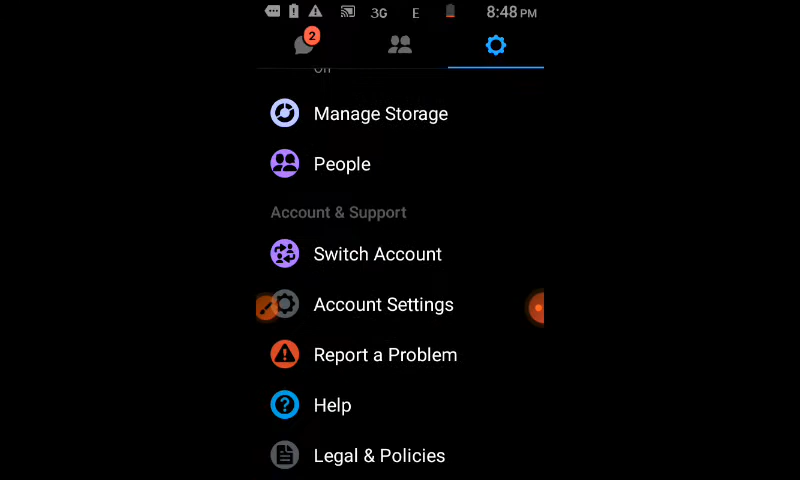 3G E 8:48 PM
2
Manage Storage
People
Account & Support
Switch Account
Account Settings
Report a Problem
Help
Legal & Policies